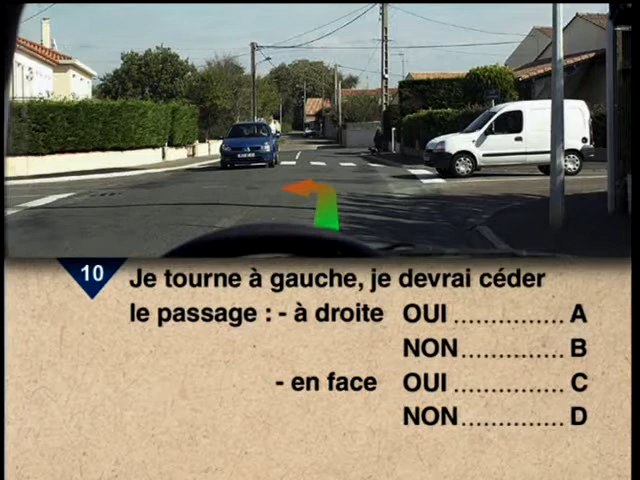 10 Je tourne à gauche, je devrai céder
le passage : - à droite OUI ............... A
NON............... B
- en face OUI ............... C
NON............... D